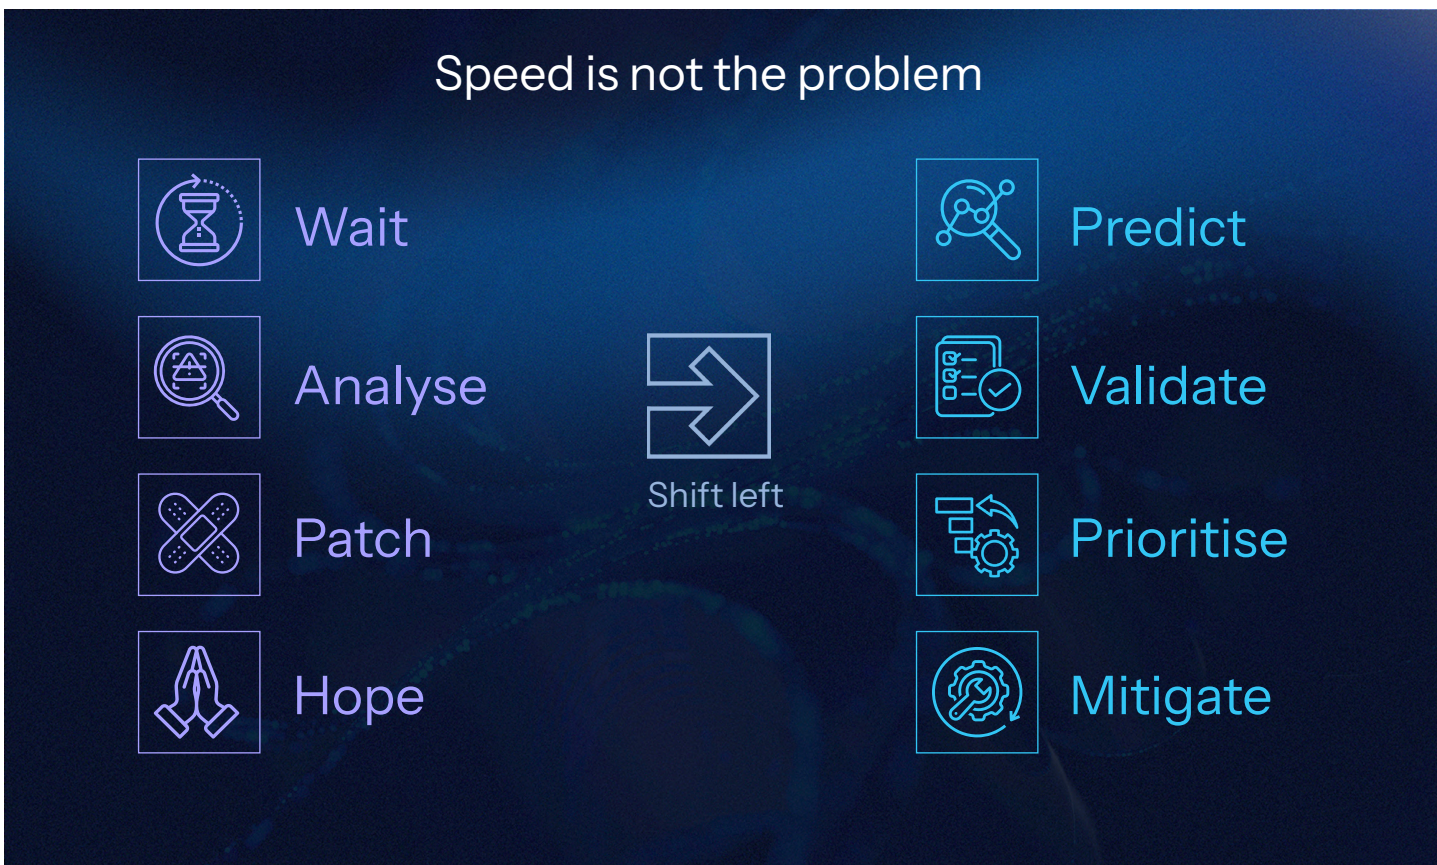 Speed is not the problem
Wait
Analyse
Patch
Hope
Shift left
Predict
Validate
Prioritise
Mitigate